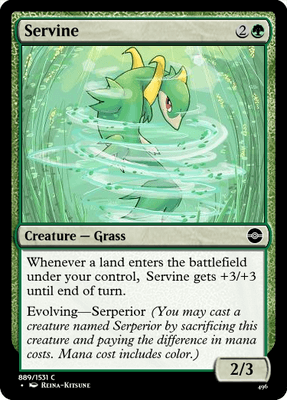 Servine 2
Creature — Grass
Whenever a land enters the battlefield
under your control, Servine gets +3/+3
until end of turn.
Evolving—Serperior (You may cast a
creature named Serperior by sacrificing this
creature and paying the difference in mana
costs. Mana cost includes color.)
2/3
889/1531 C
• Reina-Kitsune
496